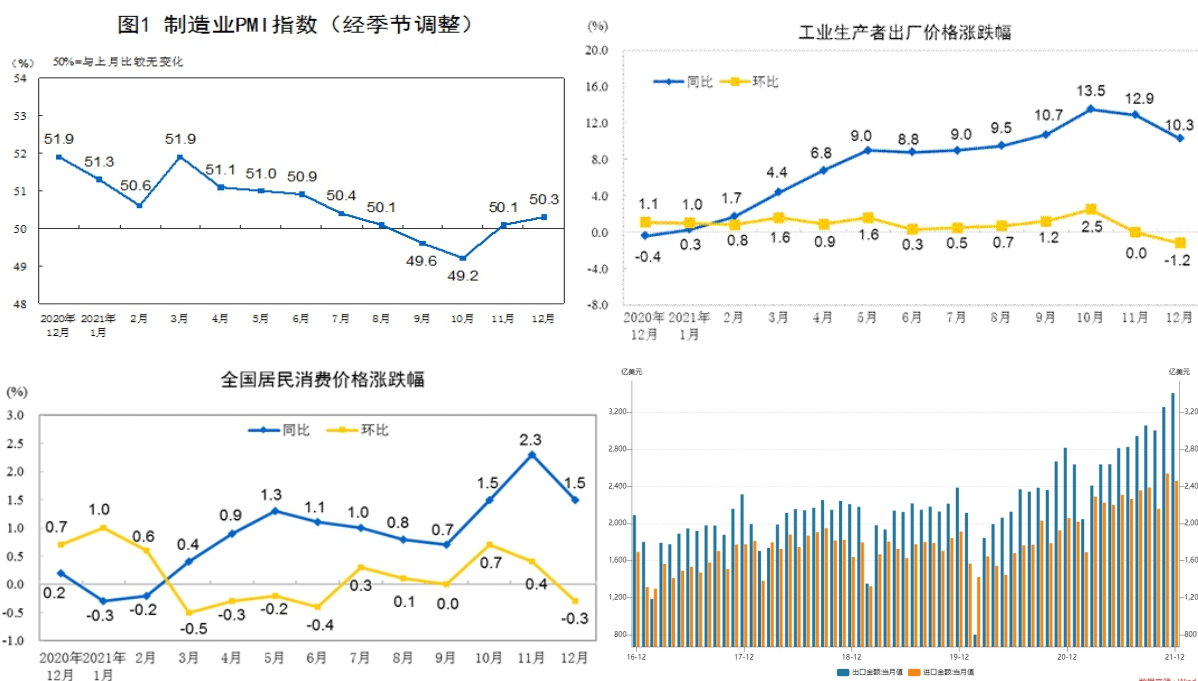 图1 制造业PMI指数（经季节调整）
（%）
50%=与上月比较无变化
54
53
52
51
50
49
48
51.9
51.3
50.6
51.9
51.1
51.0
50.9
50.4
50.1
49.6
49.2
50.1
50.3
2020年
12月
2021年
1月
2月
3月
4月
5月
6月
7月
8月
9月
10月
11月
12月
工业生产者出厂价格涨跌幅
(%)
20.0
16.0
12.0
8.0
4.0
0.0
-4.0
-8.0
同比
环比
-0.4
0.3
1.7
4.4
6.8
9.0
8.8
9.0
9.5
10.7
13.5
12.9
10.3
1.1
1.0
0.8
1.6
0.9
1.6
0.3
0.5
0.7
1.2
2.5
0.0
-1.2
2020年
12月
2021年
1月
2月
3月
4月
5月
6月
7月
8月
9月
10月
11月
12月
全国居民消费价格涨跌幅
(%)
3.0
2.5
2.0
1.5
1.0
0.5
0.0
-0.5
-1.0
同比
环比
0.2
-0.3
-0.2
0.4
0.9
1.3
1.1
1.0
0.8
0.7
1.5
2.3
1.5
0.7
1.0
0.6
-0.5
-0.3
-0.2
-0.4
0.3
0.1
0.0
0.7
0.4
-0.3
2020年
12月
2021年
1月
2月
3月
4月
5月
6月
7月
8月
9月
10月
11月
12月
亿美元
亿美元
3,200
2,800
2,400
2,000
1,600
1,200
800
3,200
2,800
2,400
2,000
1,600
1,200
800
16-12
17-12
18-12
19-12
20-12
21-12
出口金额:当月值
进口金额:当月值